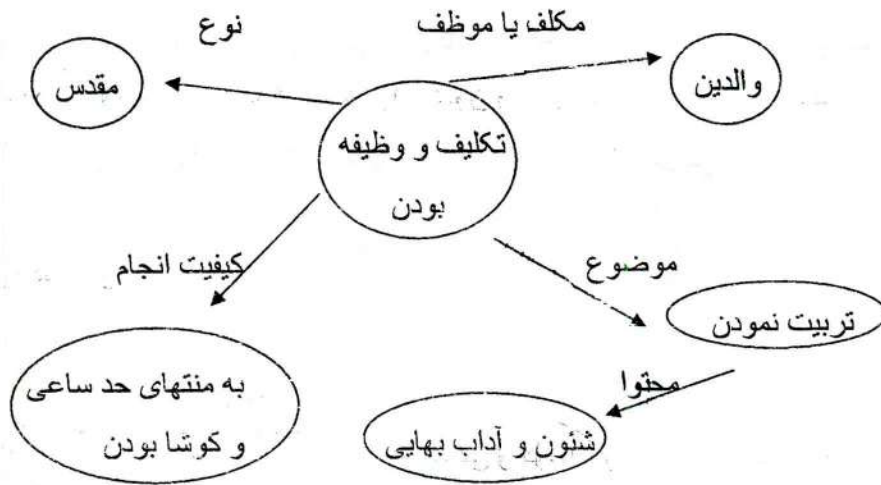 مکلف یا موظف
نوع
والدین
مقدس
تکلیف و وظیفه
بودن
کیفیت انجام
موضوع
تربیت نمودن
محتوا
به منتهای حد ساعی
و کوشا بودن
شئون و آداب بهایی